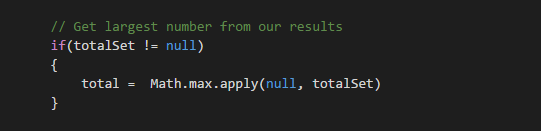 // Get largest number from our results
if(totalSet != null)
{
    total =  Math.max.apply(null, totalSet)
}